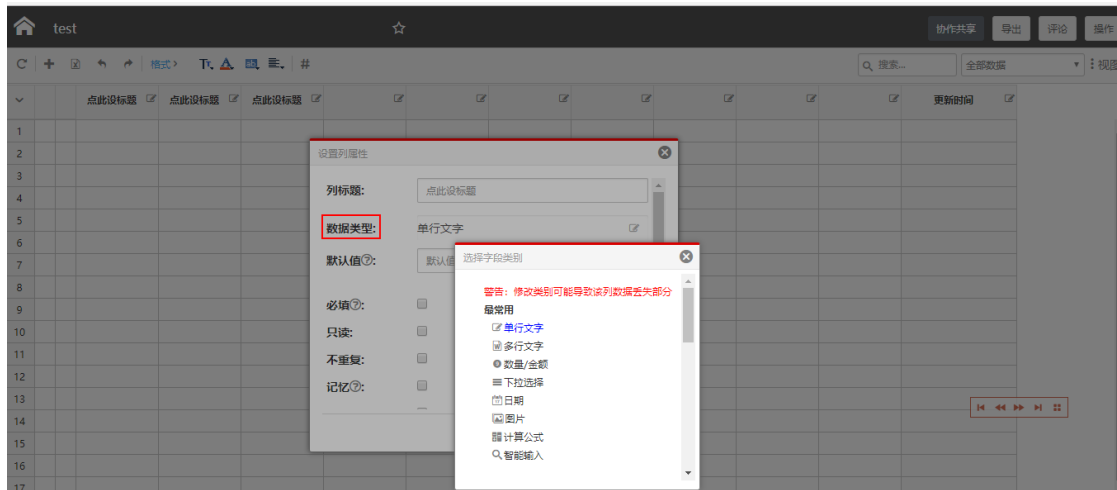 test
协作共享 导出 评论 操作
格式 Tt A #
搜索... 全部数据 视图
点此设标题 点此设标题 点此设标题 更新时间
1
2
设置列属性
3
列标题: 点此设标题
4
5
数据类型: 单行文字
6
默认值?: 默认值
7
选择字段类别
8
警告：修改类别可能导致该列数据丢失部分
最常用
9
必填?:
单行文字
10
只读:
多行文字
11
不重复:
数量/金额
12
记忆?:
下拉选择
13
日期
14
图片
15
计算公式
16
智能输入
17